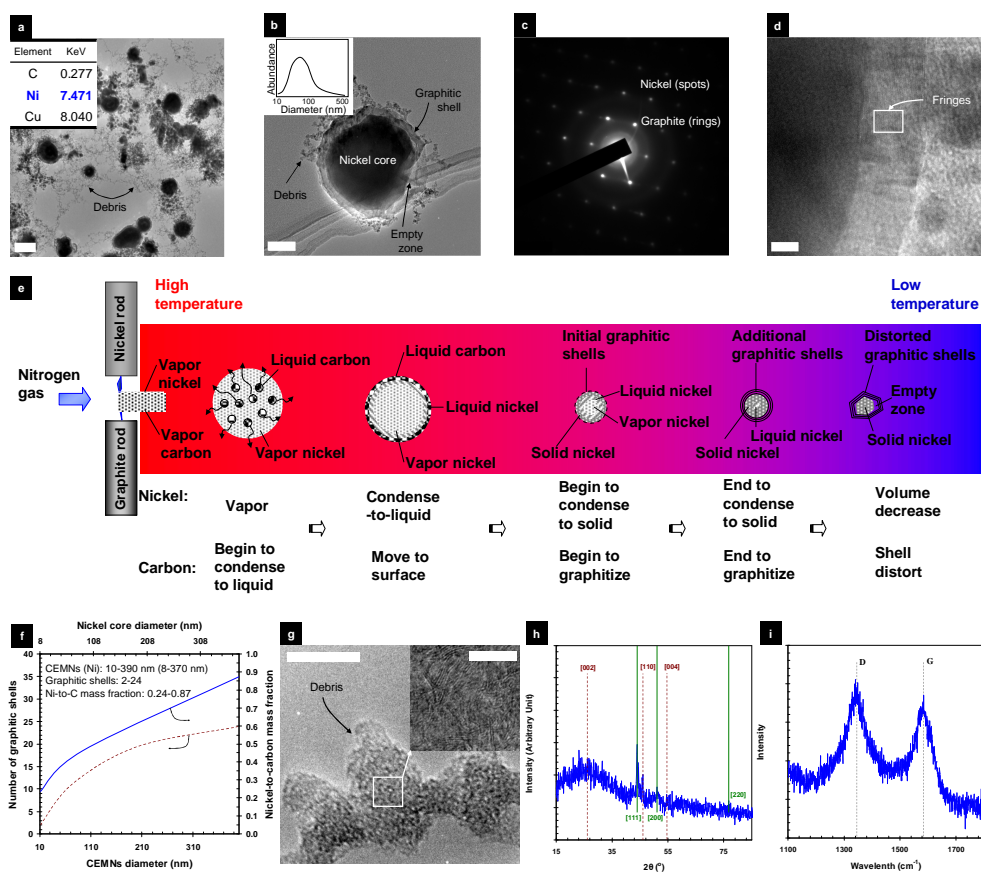 a
Element KeV
C 0.277
Ni 7.471
Cu 8.040
Debris
b
Abundance
10 100 500
Diameter (nm)
Graphitic
shell
Nickel core
Debris
Empty
zone
c
Nickel (spots)
Graphite (rings)
d
Fringes
e
High
temperature
Low
temperature
Nickel rod
Nitrogen
gas
Graphite rod
Vapor
nickel
Vapor
carbon
Liquid carbon
Vapor nickel
Liquid carbon
Liquid nickel
Vapor nickel
Initial graphitic
shells
Liquid nickel
Vapor nickel
Solid nickel
Additional
graphitic shells
Liquid nickel
Solid nickel
Distorted
graphitic shells
Empty
zone
Solid nickel
Nickel:
Vapor
Condense
-to-liquid
Begin to
condense
to solid
End to
condense
to solid
Volume
decrease
Carbon:
Begin to
condense
to liquid
Move to
surface
Begin to
graphitize
End to
graphitize
Shell
distort
f
Nickel core diameter (nm)
8 108 208 308
CEMNs (Ni): 10-390 nm (8-370 nm)
Graphitic shells: 2-24
Ni-to-C mass fraction: 0.24-0.87
Number of graphitic shells
40
35
30
25
20
15
10
5
0
Nickel-to-carbon mass fraction
1.0
0.9
0.8
0.7
0.6
0.5
0.4
0.3
0.2
0.1
0.0
10 110 210 310
CEMNs diameter (nm)
g
Debris
h
[002] [110] [004]
[111] [200] [220]
Intensity (Arbitrary Unit)
15 35 55 75
2θ (º)
i
D G
Intensity
1100 1300 1500 1700
Wavelenth (cm-1)